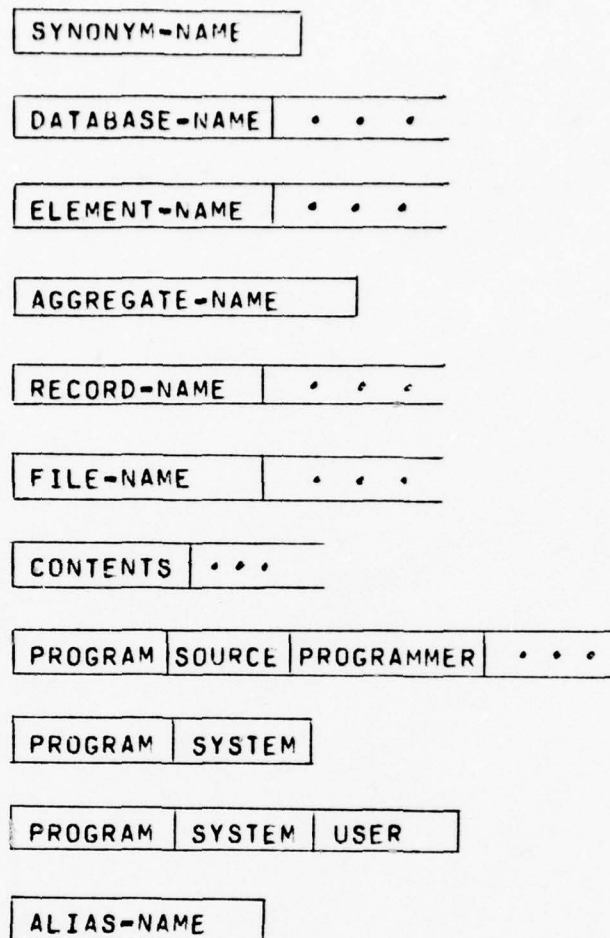 SYNONYM-NAME
DATABASE-NAME . . .
ELEMENT-NAME . . .
AGGREGATE-NAME
RECORD-NAME . . .
FILE-NAME . . .
CONTENTS . . .
PROGRAM SOURCE PROGRAMMER . . .
PROGRAM SYSTEM
PROGRAM SYSTEM USER
ALIAS-NAME